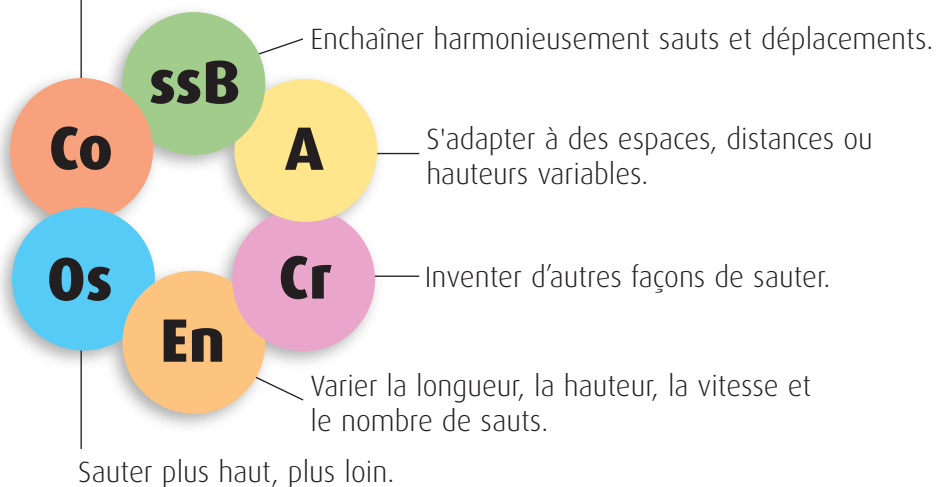 Enchaîner harmonieusement sauts et déplacements.
ssB
Co
A
S'adapter à des espaces, distances ou
hauteurs variables.
Os
Cr
Inventer d’autres façons de sauter.
En
Varier la longueur, la hauteur, la vitesse et
le nombre de sauts.
Sauter plus haut, plus loin.